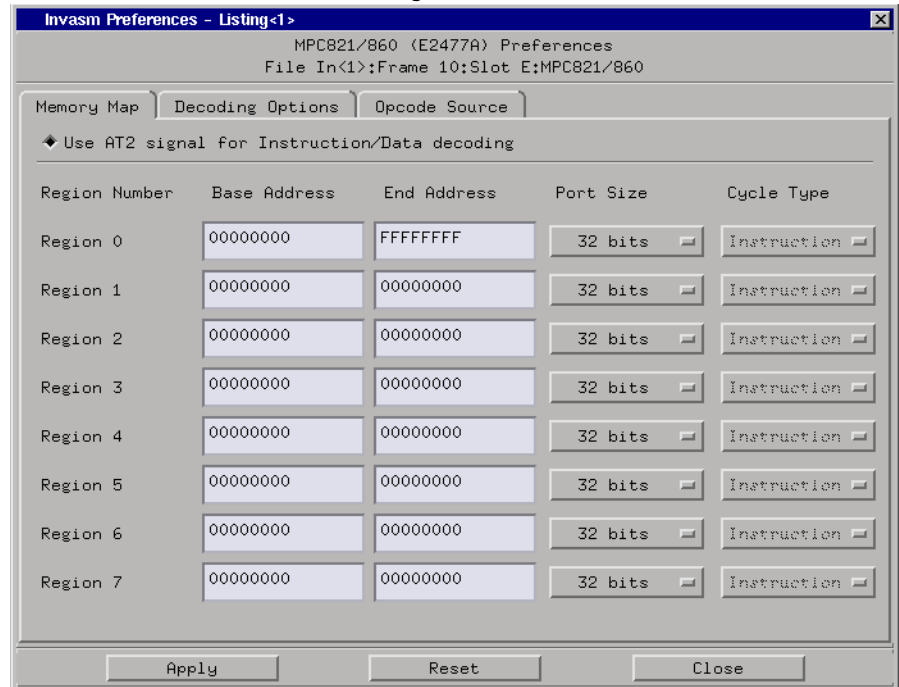 Invasm Preferences - Listing<1>
MPC821/860 (E2477A) Preferences
File In<1>:Frame 10:Slot E:MPC821/860
Memory Map Decoding Options Opcode Source
Use AT2 signal for Instruction/Data decoding
Region Number Base Address End Address Port Size Cycle Type
Region 0 00000000 FFFFFFFF 32 bits Instruction
Region 1 00000000 00000000 32 bits Instruction
Region 2 00000000 00000000 32 bits Instruction
Region 3 00000000 00000000 32 bits Instruction
Region 4 00000000 00000000 32 bits Instruction
Region 5 00000000 00000000 32 bits Instruction
Region 6 00000000 00000000 32 bits Instruction
Region 7 00000000 00000000 32 bits Instruction
Apply Reset Close